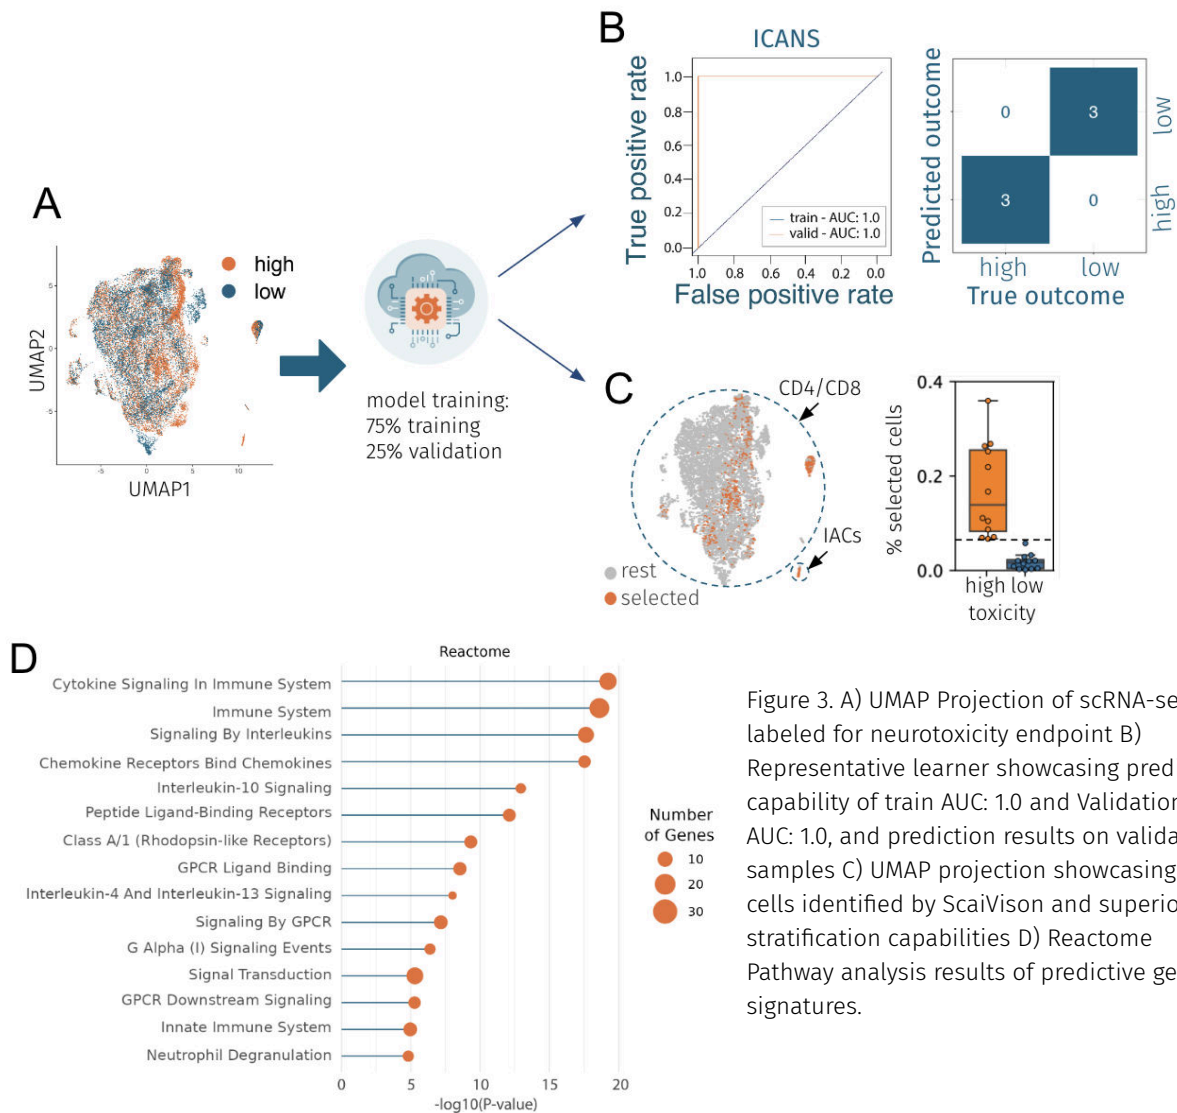 A
high
low
UMAP2
5
0
-5
-5
0
5
10
UMAP1
model training:
75% training
25% validation
B
ICANS
True positive rate
1.0
0.8
0.6
0.4
0.2
0.0
train - AUC: 1.0
valid - AUC: 1.0
1.0 0.8 0.6 0.4 0.2 0.0
False positive rate
Predicted outcome
0 3
3 0
low
high
high low
True outcome
C
CD4/CD8
IACs
rest
selected
% selected cells
0.4
0.2
0.0
high low
toxicity
D
Reactome
Cytokine Signaling In Immune System
Immune System
Signaling By Interleukins
Chemokine Receptors Bind Chemokines
Interleukin-10 Signaling
Peptide Ligand-Binding Receptors
Class A/1 (Rhodopsin-like Receptors)
GPCR Ligand Binding
Interleukin-4 And Interleukin-13 Signaling
Signaling By GPCR
G Alpha (I) Signaling Events
Signal Transduction
GPCR Downstream Signaling
Innate Immune System
Neutrophil Degranulation
0 5 10 15 20
-log10(P-value)
Number
of Genes
10
20
30
Figure 3. A) UMAP Projection of scRNA-se
labeled for neurotoxicity endpoint B)
Representative learner showcasing pred
capability of train AUC: 1.0 and Validation
AUC: 1.0, and prediction results on valida
samples C) UMAP projection showcasing
cells identified by ScaiVison and superio
stratification capabilities D) Reactome
Pathway analysis results of predictive ge
signatures.